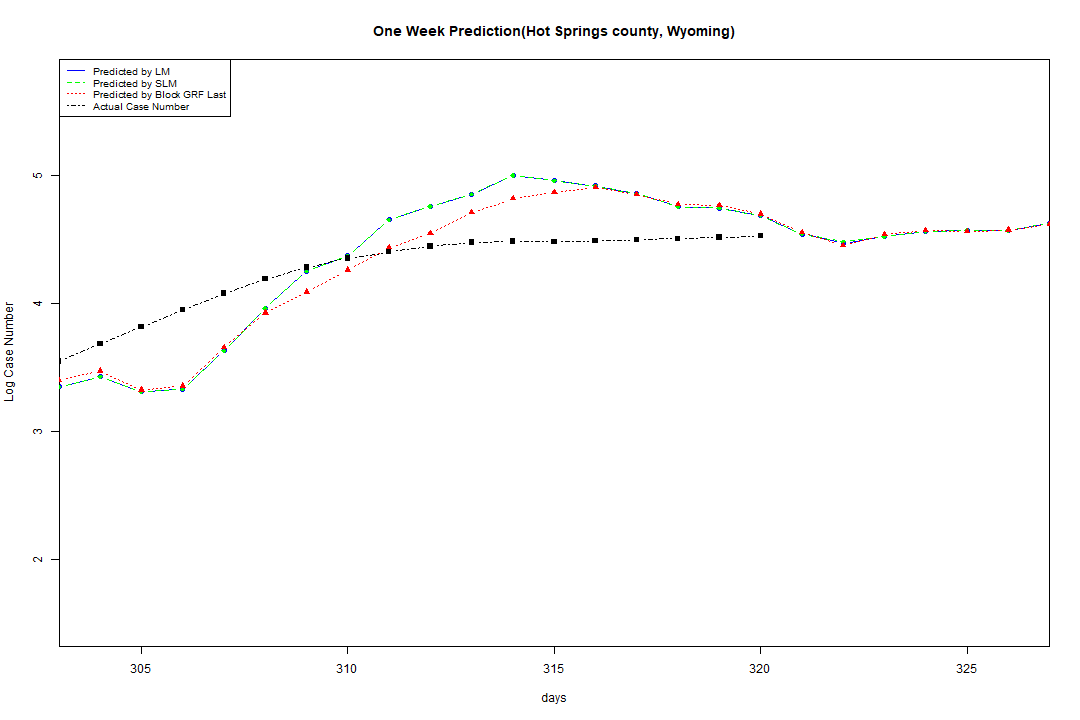 One Week Prediction(Hot Springs county, Wyoming)
Predicted by LM
Predicted by SLM
Predicted by Block GRF Last
Actual Case Number
5
4
3
2
Log Case Number
305 310 315 320 325
days